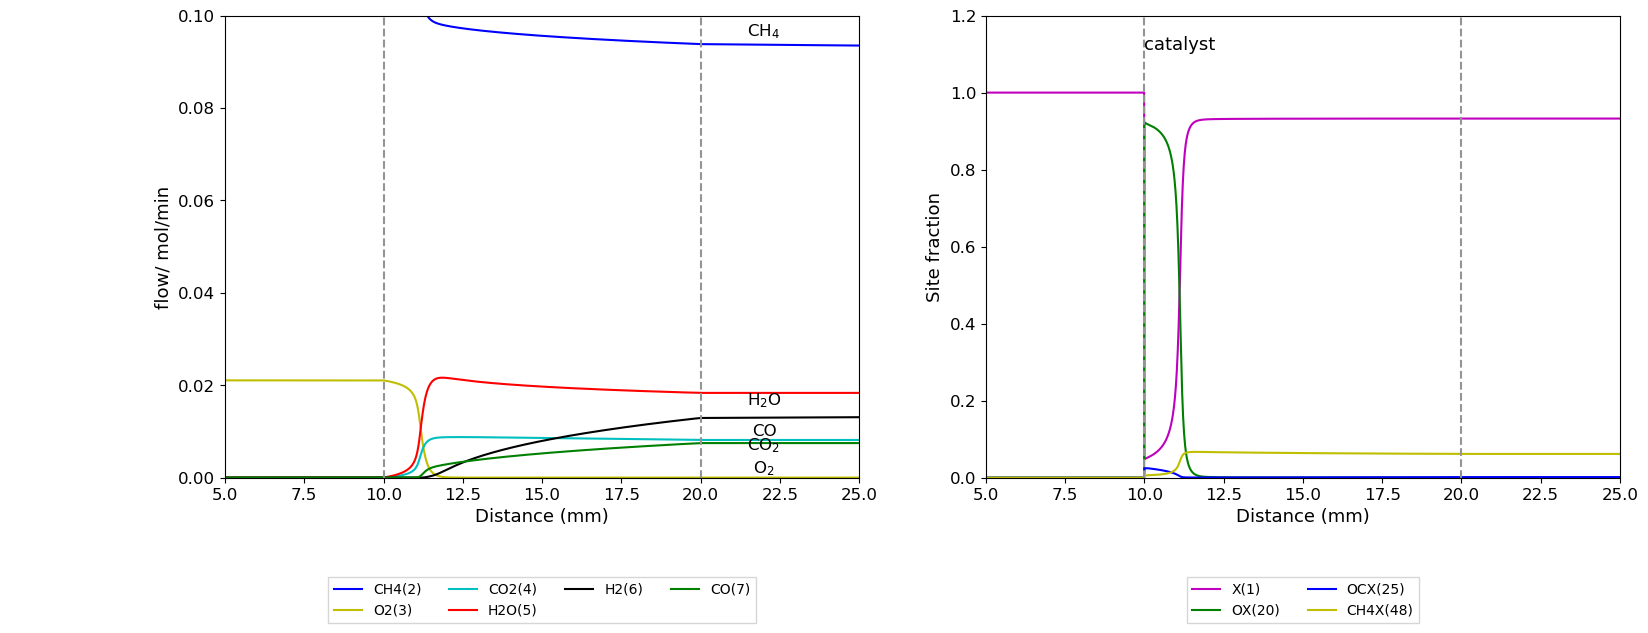 0.10
0.08
0.06
0.04
0.02
0.00
flow/ mol/min
CH4
H2O
CO
CO2
O2
5.0 7.5 10.0 12.5 15.0 17.5 20.0 22.5 25.0
Distance (mm)
CH4(2) CO2(4) H2(6) CO(7)
O2(3) H2O(5)
1.2
1.0
0.8
0.6
0.4
0.2
0.0
Site fraction
catalyst
5.0 7.5 10.0 12.5 15.0 17.5 20.0 22.5 25.0
Distance (mm)
X(1) OCX(25)
OX(20) CH4X(48)